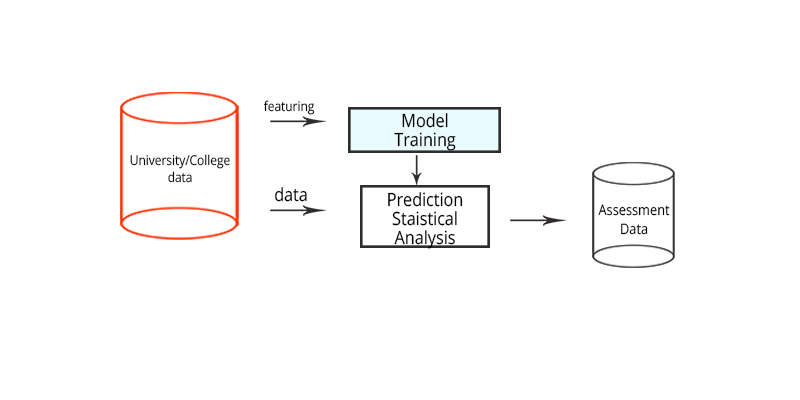 University/College
data
featuring
data
Model
Training
Prediction
Staistical
Analysis
Assessment
Data